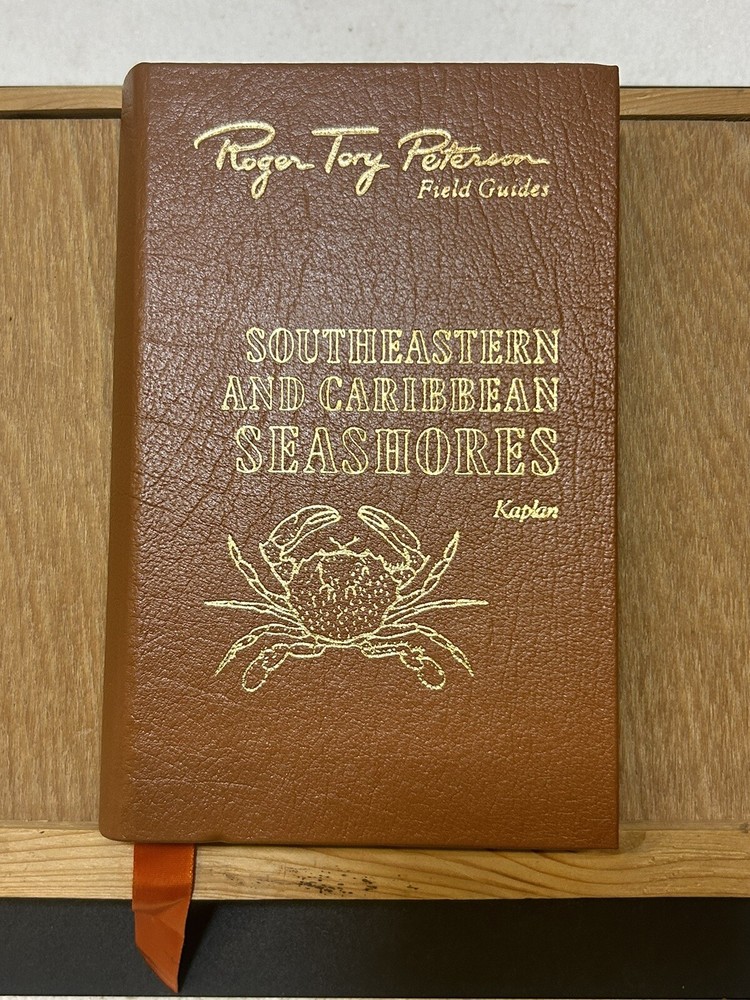 Roger Tory Peterson
Field Guides
SOUTHEASTERN
AND CARIBBEAN
SEASHORES
Kaplan